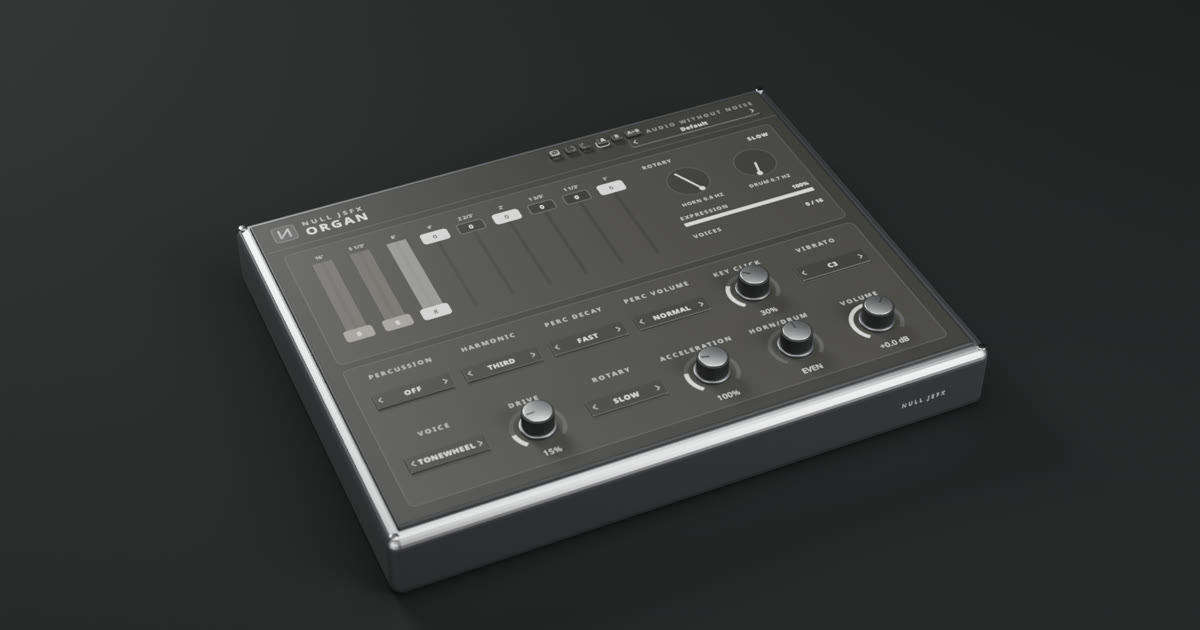 AUDIO WITHOUT NOISE
Default
NULL JSFX
ORGAN
16'
5 1/3'
8'
4'
2 2/3'
2'
1 3/5'
1 1/3'
1'
8
8
8
0
0
0
0
0
0
ROTARY
SLOW
HORN 0.8 HZ
DRUM 0.7 HZ
EXPRESSION
100%
VOICES
0 / 16
PERCUSSION
OFF
HARMONIC
THIRD
PERC DECAY
FAST
PERC VOLUME
NORMAL
KEY CLICK
30%
VIBRATO
C3
VOICE
TONEWHEEL
DRIVE
15%
ROTARY
SLOW
ACCELERATION
100%
HORN/DRUM
EVEN
VOLUME
+0.0 dB
NULL JSFX